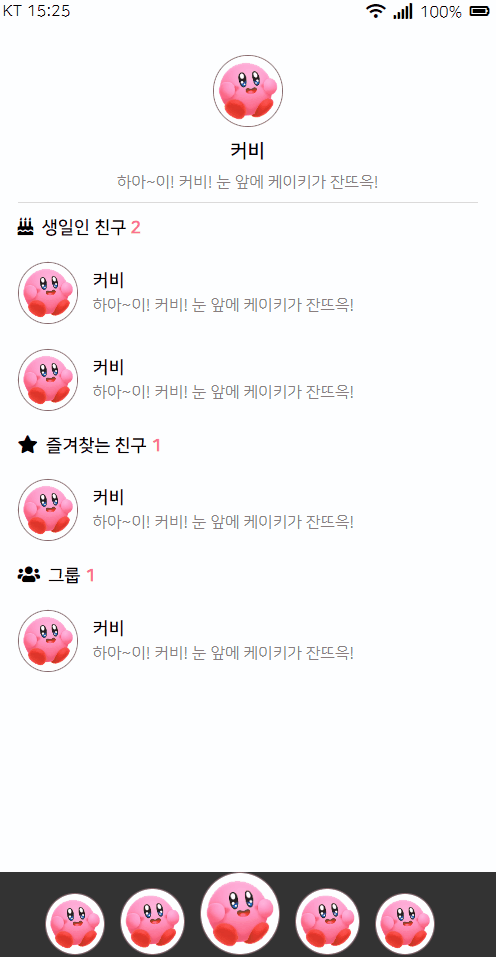 KT 15:25 100%
커비
하아~이! 커비! 눈 앞에 케이키가 잔뜨윽!
생일인 친구 2
커비
하아~이! 커비! 눈 앞에 케이키가 잔뜨윽!
커비
하아~이! 커비! 눈 앞에 케이키가 잔뜨윽!
즐겨찾는 친구 1
커비
하아~이! 커비! 눈 앞에 케이키가 잔뜨윽!
그룹 1
커비
하아~이! 커비! 눈 앞에 케이키가 잔뜨윽!